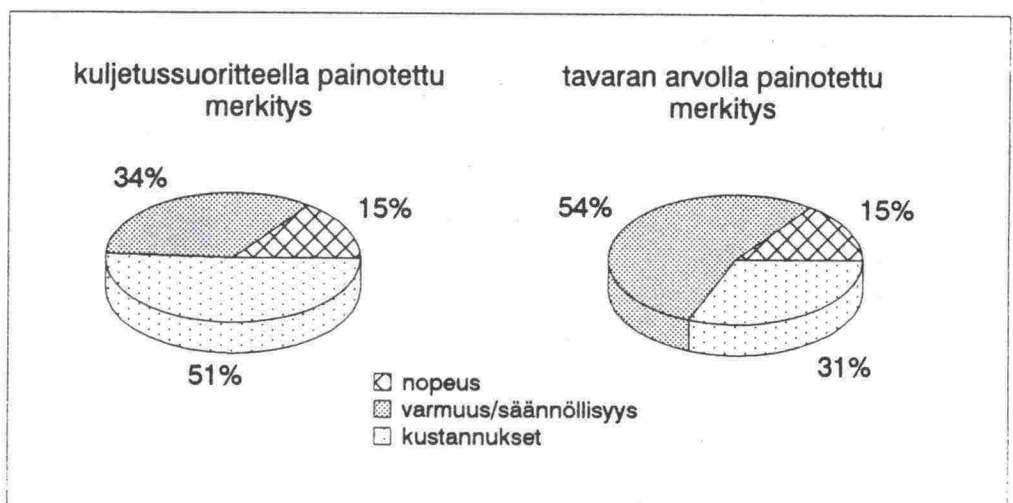 kuljetussuoritteella painotettu
merkitys
34%
15%
51%
tavaran arvolla painotettu
merkitys
54%
15%
31%
nopeus
varmuus/säännöllisyys
kustannukset